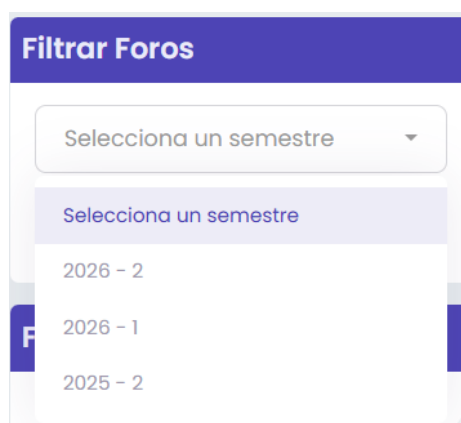 Filtrar Foros
Selecciona un semestre
Selecciona un semestre
2026 - 2
2026 - 1
2025 - 2